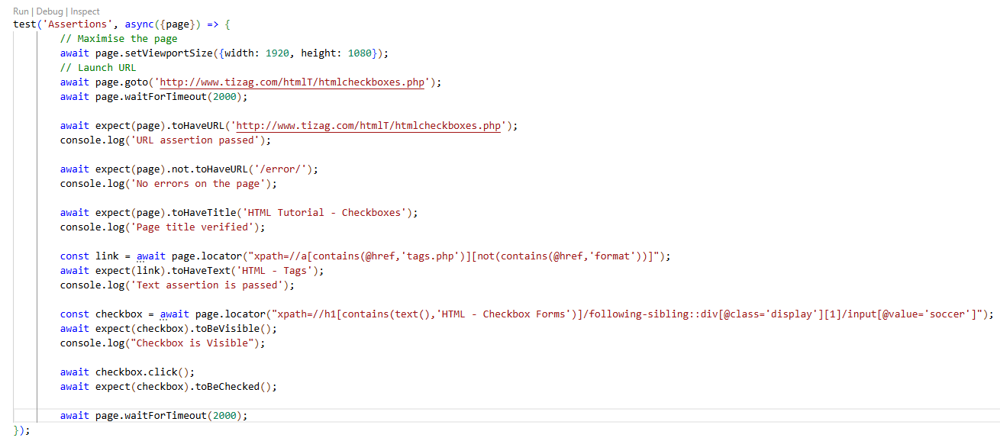 Run | Debug | Inspect
test('Assertions', async({page}) => {
// Maximise the page
await page.setViewportSize({width: 1920, height: 1080});
// Launch URL
await page.goto('http://www.tizag.com/htmlT/htmlcheckboxes.php');
await page.waitForTimeout(2000);
await expect(page).toHaveURL('http://www.tizag.com/htmlT/htmlcheckboxes.php');
console.log('URL assertion passed');
await expect(page).not.toHaveURL('/error/');
console.log('No errors on the page');
await expect(page).toHaveTitle('HTML Tutorial - Checkboxes');
console.log('Page title verified');
const link = await page.locator("xpath=//a[contains(@href,'tags.php')][not(contains(@href,'format'))]");
await expect(link).toHaveText('HTML - Tags');
console.log('Text assertion is passed');
const checkbox = await page.locator("xpath=//h1[contains(text(),'HTML - Checkbox Forms')]/following-sibling::div[@class='display'][1]/input[@value='soccer']");
await expect(checkbox).toBeVisible();
console.log("Checkbox is Visible");
await checkbox.click();
await expect(checkbox).toBeChecked();
await page.waitForTimeout(2000);
});